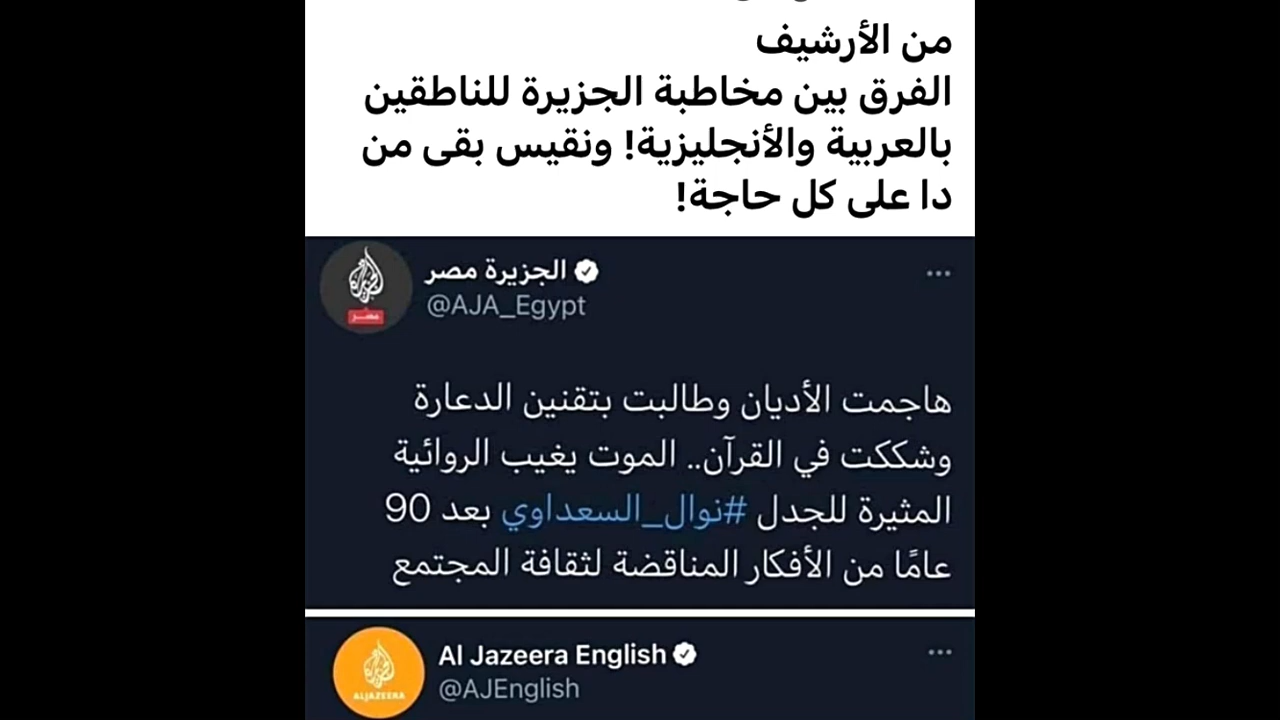 من الأرشيف
الفرق بين مخاطبة الجزيرة للناطقين
بالعربية والأنجليزية! ونقيس بقى من
دا على كل حاجة!
الجزيرة مصر
@AJA_Egypt
مصر
هاجمت الأديان وطالبت بتقنين الدعارة
وشككت في القرآن.. الموت يغيب الروائية
المثيرة للجدل #نوال_السعداوي بعد 90
عامًا من الأفكار المناقضة لثقافة المجتمع
Al Jazeera English
@AJEnglish
ALJAZEERA